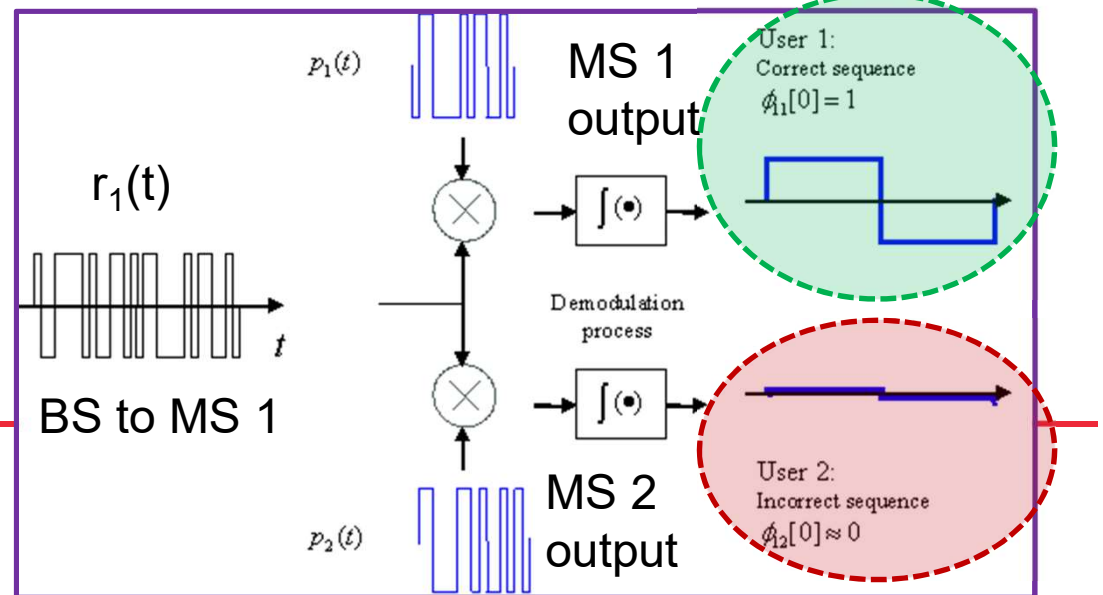 p₁(t)
MS 1
output
User 1:
Correct sequence
ϕ₁₁[0] = 1
r₁(t)
∫(•)
t
Demodulation
process
BS to MS 1
∫(•)
p₂(t)
MS 2
output
User 2:
Incorrect sequence
ϕ₁₂[0] ≈ 0